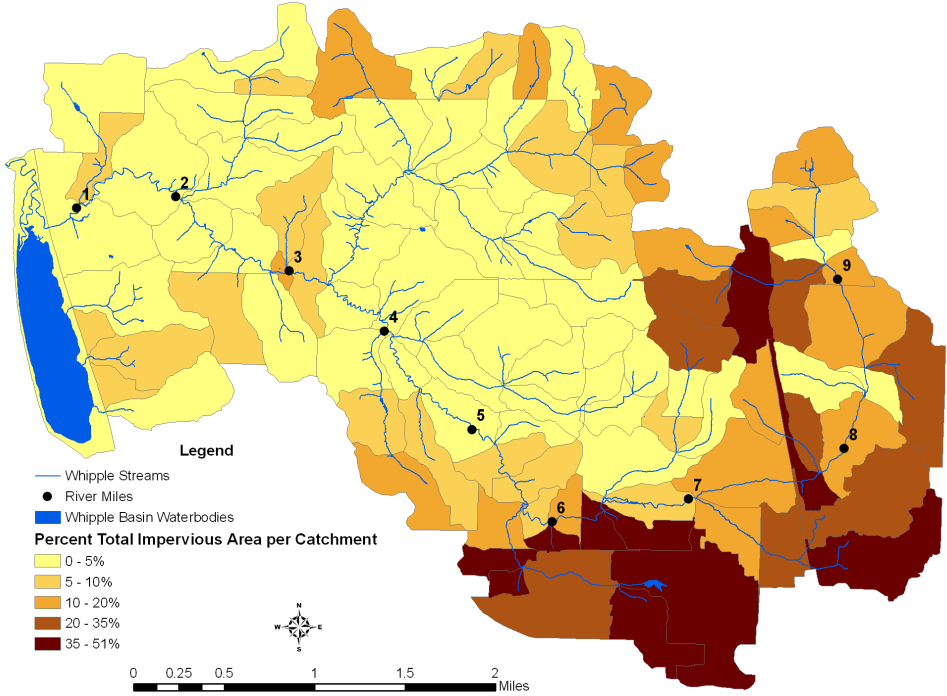 1
2
3
4
5
6
7
8
9
Legend
Whipple Streams
River Miles
Whipple Basin Waterbodies
Percent Total Impervious Area per Catchment
0 - 5%
5 - 10%
10 - 20%
20 - 35%
35 - 51%
N
W E
S
0 0.25 0.5 1 1.5 2
Miles